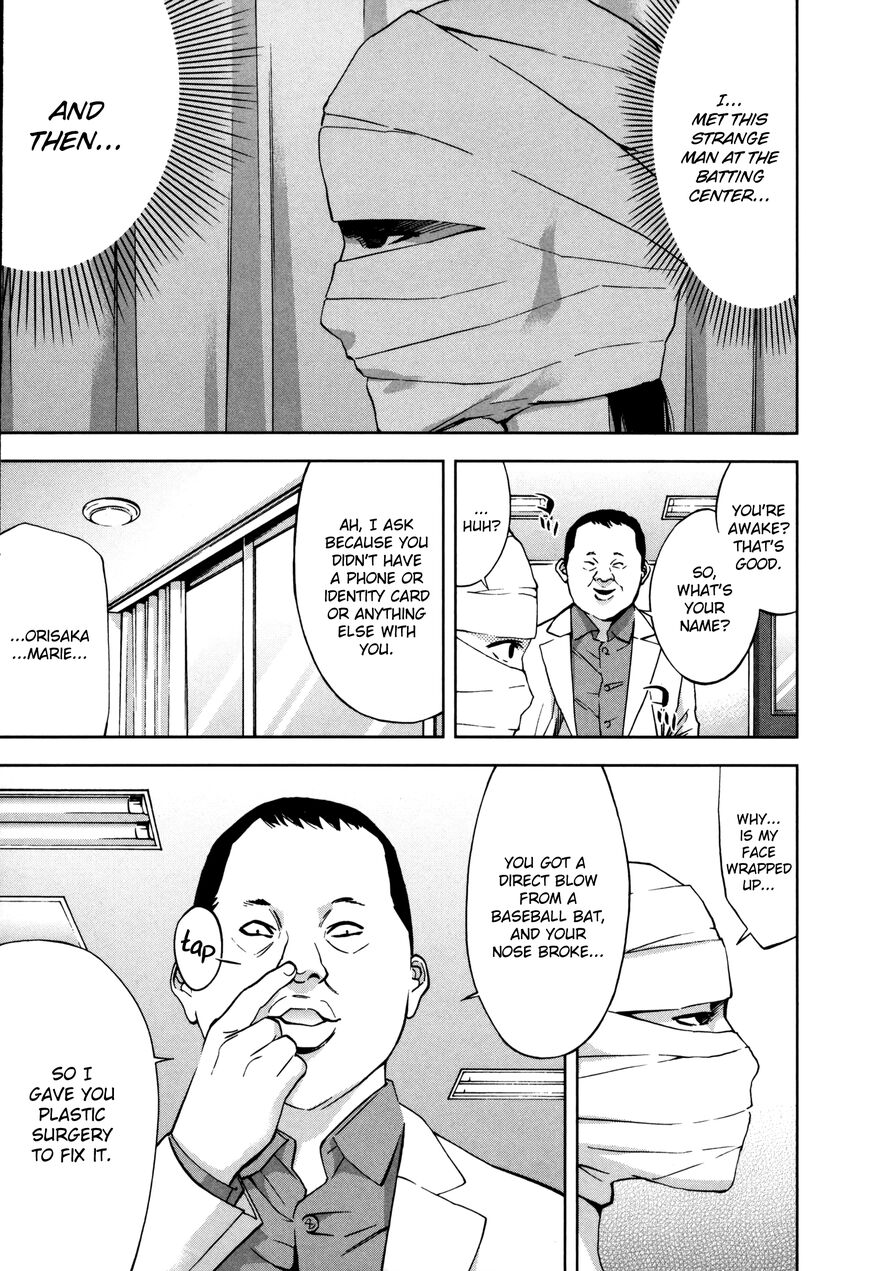 I...
MET THIS
STRANGE
MAN AT THE
BATTING
CENTER...
AND
THEN...
YOU'RE
AWAKE?
THAT'S
GOOD.
SO,
WHAT'S
YOUR
NAME?
...
HUH?
AH, I ASK
BECAUSE YOU
DIDN'T HAVE
A PHONE OR
IDENTITY CARD
OR ANYTHING
ELSE WITH
YOU.
...ORISAKA
...MARIE...
WHY...
IS MY
FACE
WRAPPED
UP...
YOU GOT A
DIRECT BLOW
FROM A
BASEBALL BAT,
AND YOUR
NOSE BROKE...
tap
SO I
GAVE YOU
PLASTIC
SURGERY
TO FIX IT.